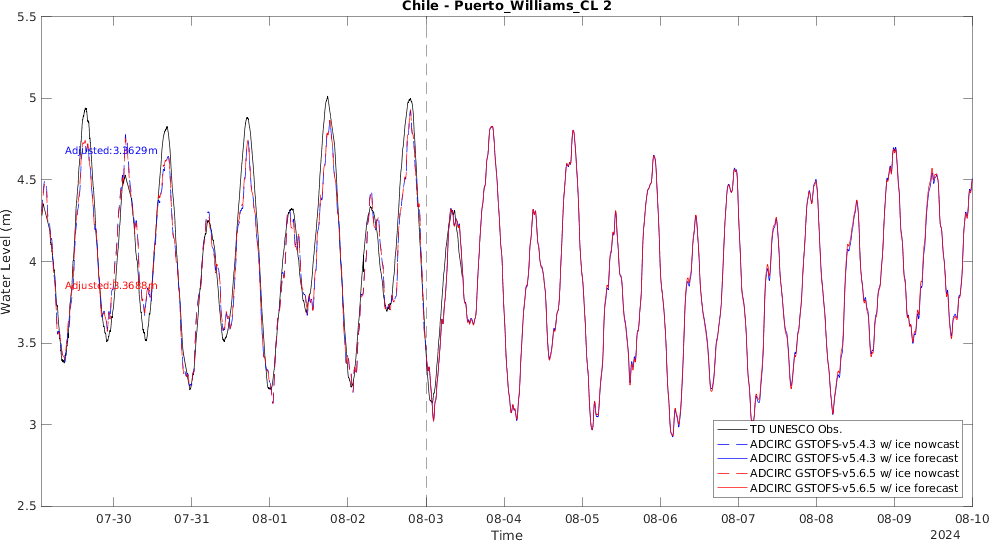 Chile - Puerto_Williams_CL 2
5.5
5
4.5
4
3.5
3
2.5
Water Level (m)
Adjusted:3.3629m
Adjusted:3.3688m
TD UNESCO Obs.
ADCIRC GSTOFS-v5.4.3 w/ ice nowcast
ADCIRC GSTOFS-v5.4.3 w/ ice forecast
ADCIRC GSTOFS-v5.6.5 w/ ice nowcast
ADCIRC GSTOFS-v5.6.5 w/ ice forecast
07-30 07-31 08-01 08-02 08-03 08-04 08-05 08-06 08-07 08-08 08-09 08-10
Time
2024